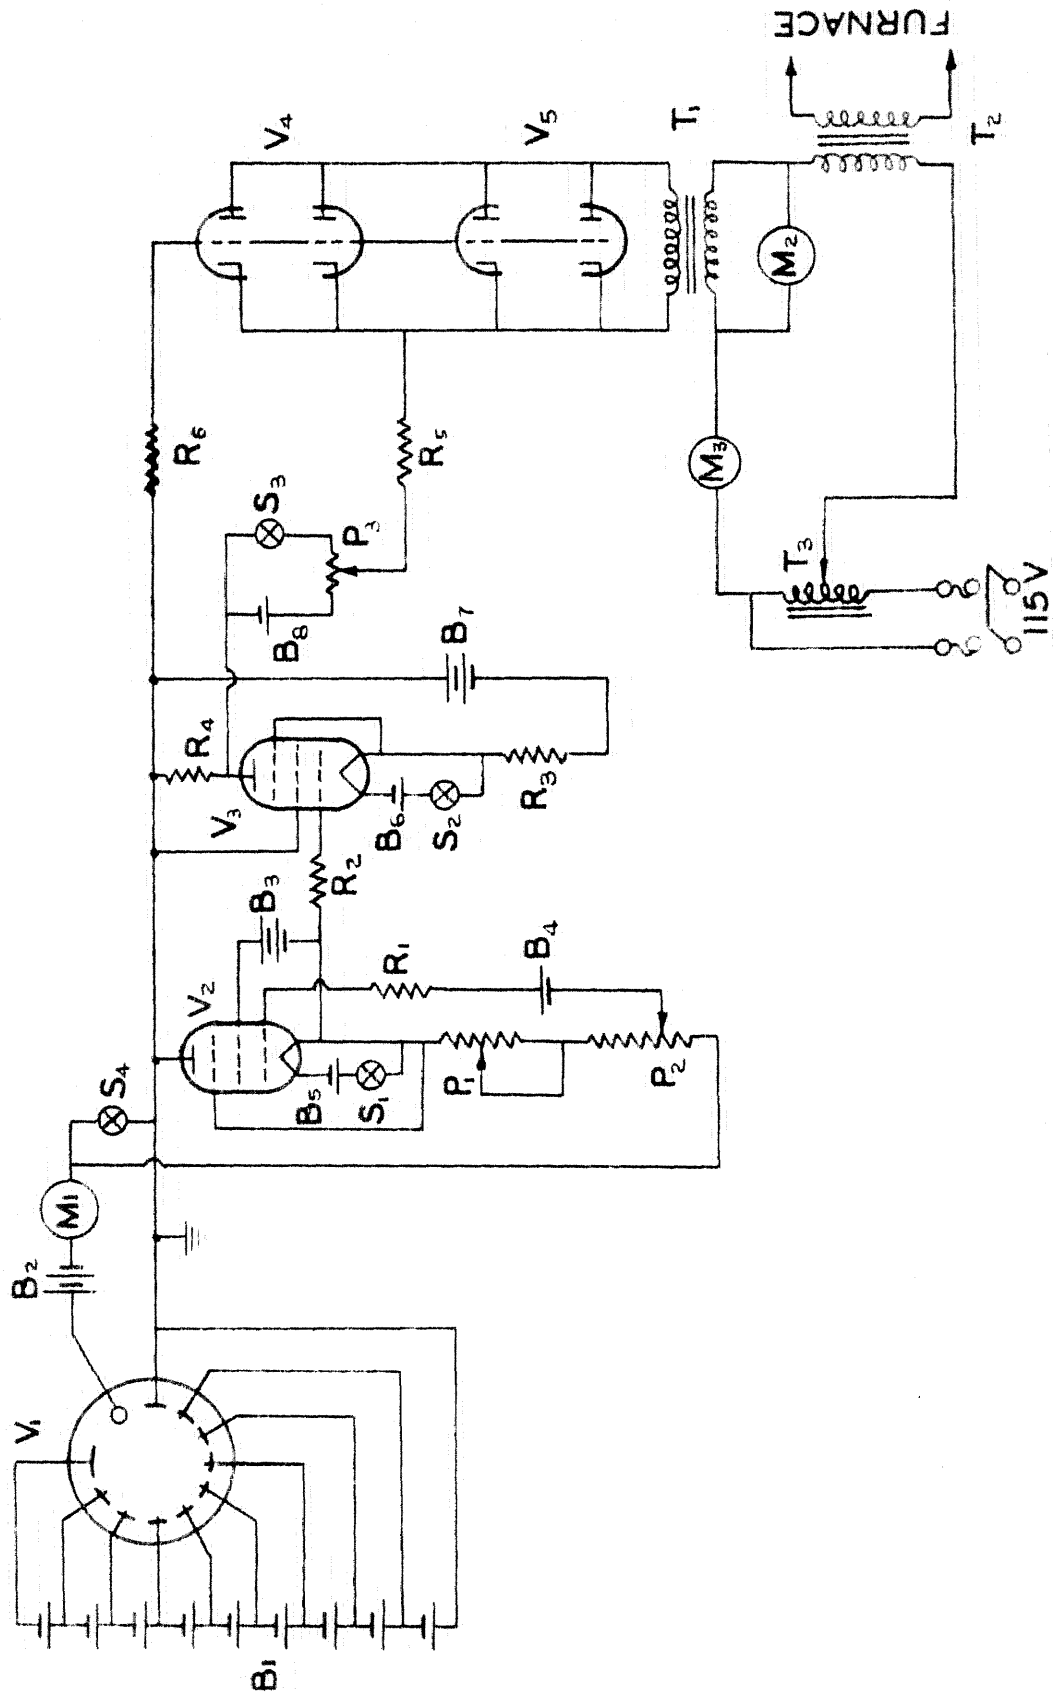 B₂
M₁
S₄
V₁
B₁
V₂
B₃
R₂
B₅
S₁
P₁
R₁
B₄
P₂
V₃
R₄
B₆
S₂
R₃
B₇
B₈
S₃
P₃
R₆
R₅
V₄
V₅
T₁
M₂
M₃
T₃
T₂
115V
FURNACE